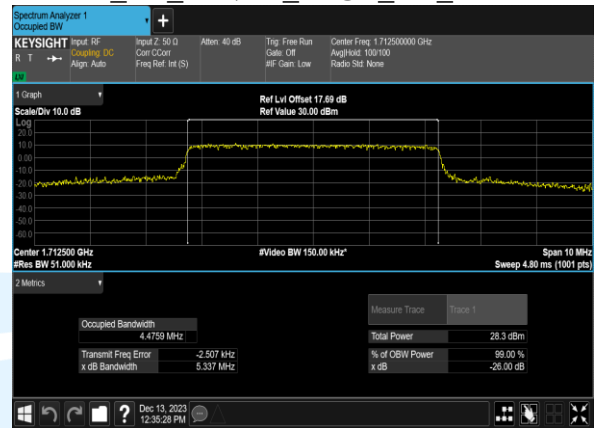 Spectrum Analyzer 1
Occupied BW
KEYSIGHT
R T
LV
Input: RF
Coupling: DC
Align: Auto
Input Z: 50 Ω
Corr CCorr
Freq Ref: Int (S)
Atten: 40 dB
Trig: Free Run
Gate: Off
#IF Gain: Low
Center Freq: 1.712500000 GHz
Avg|Hold: 100/100
Radio Std: None
1 Graph
Scale/Div 10.0 dB
Ref Lvl Offset 17.69 dB
Ref Value 30.00 dBm
Log
20.0
10.0
0.00
-10.0
-20.0
-30.0
-40.0
-50.0
-60.0
Center 1.712500 GHz
#Res BW 51.000 kHz
#Video BW 150.00 kHz*
Span 10 MHz
Sweep 4.80 ms (1001 pts)
2 Metrics
Measure Trace Trace 1
Occupied Bandwidth
4.4759 MHz
Total Power 28.3 dBm
Transmit Freq Error -2.507 kHz
% of OBW Power 99.00 %
x dB Bandwidth 5.337 MHz
x dB -26.00 dB
Dec 13, 2023
12:35:28 PM